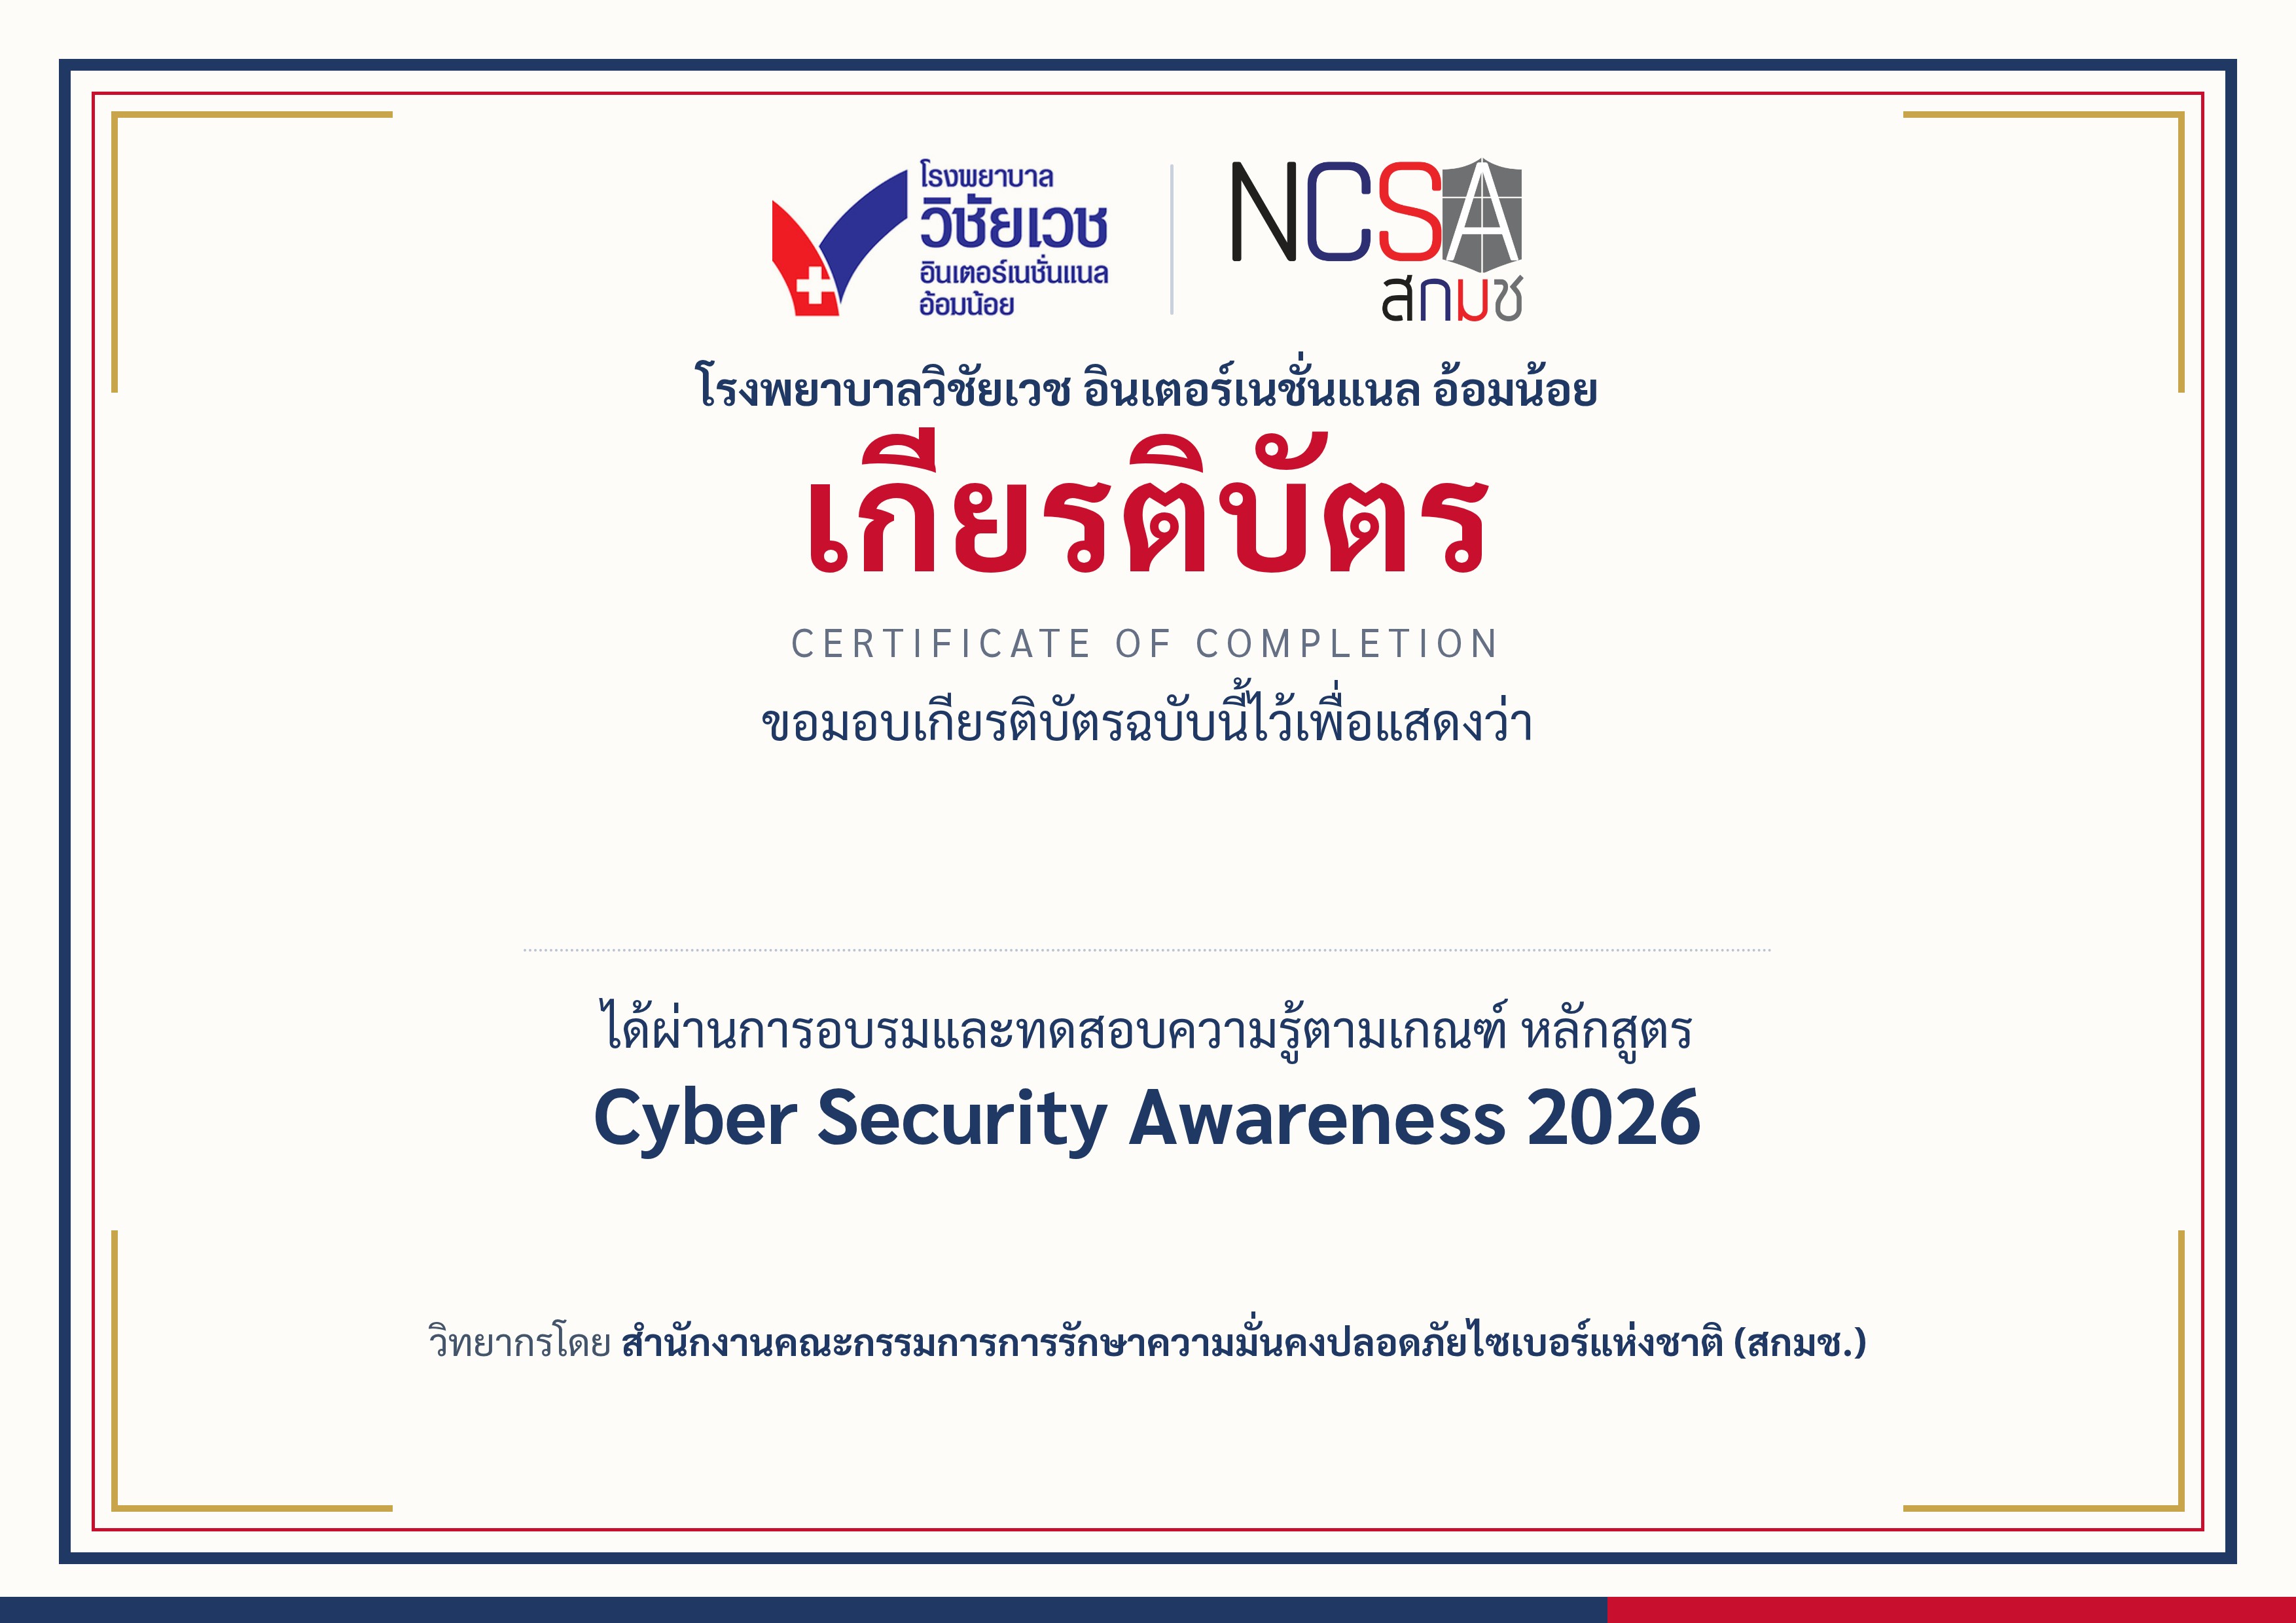 โรงพยาบาล
วิชัยเวช
อินเตอร์เนชั่นแนล
อ้อมน้อย
NCSA
สกมช
โรงพยาบาลวิชัยเวช อินเตอร์เนชั่นแนล อ้อมน้อย
เกียรติบัตร
CERTIFICATE OF COMPLETION
ขอมอบเกียรติบัตรฉบับนี้ไว้เพื่อแสดงว่า
ได้ผ่านการอบรมและทดสอบความรู้ตามเกณฑ์ หลักสูตร
Cyber Security Awareness 2026
วิทยากรโดย สำนักงานคณะกรรมการการรักษาความมั่นคงปลอดภัยไซเบอร์แห่งชาติ (สกมช.)